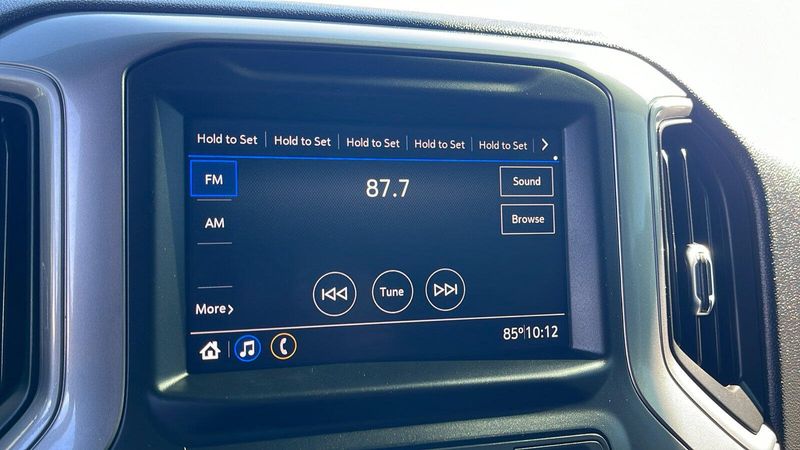 Hold to Set Hold to Set Hold to Set Hold to Set Hold to Set
FM 87.7 Sound
AM Browse
Tune
More
85° 10:12